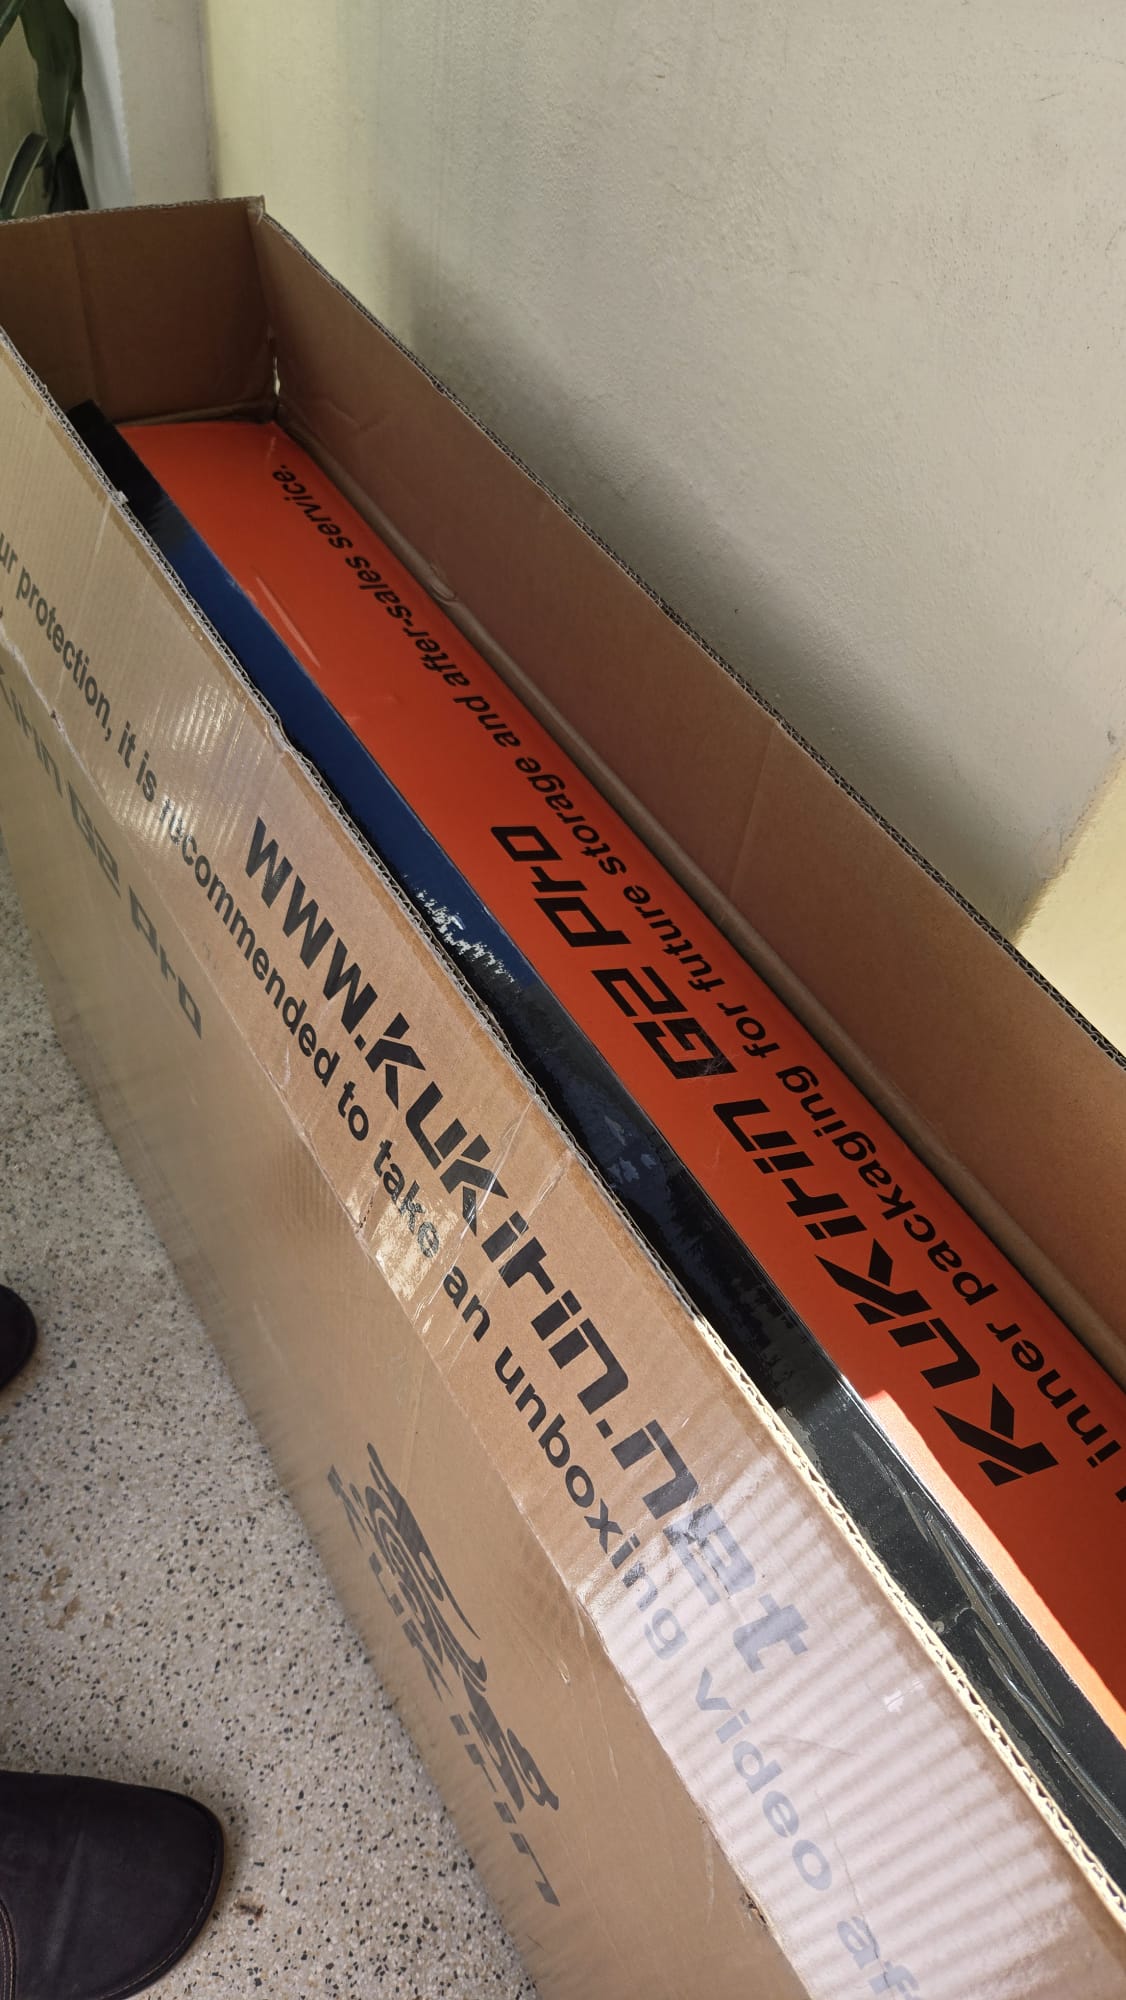 KuKirin G2 Pro
inner packaging for future storage and after-sales service.
www.kukirin.net
ur protection, it is recommended to take an unboxing video af
Kirin G2 Pro
KuKirin